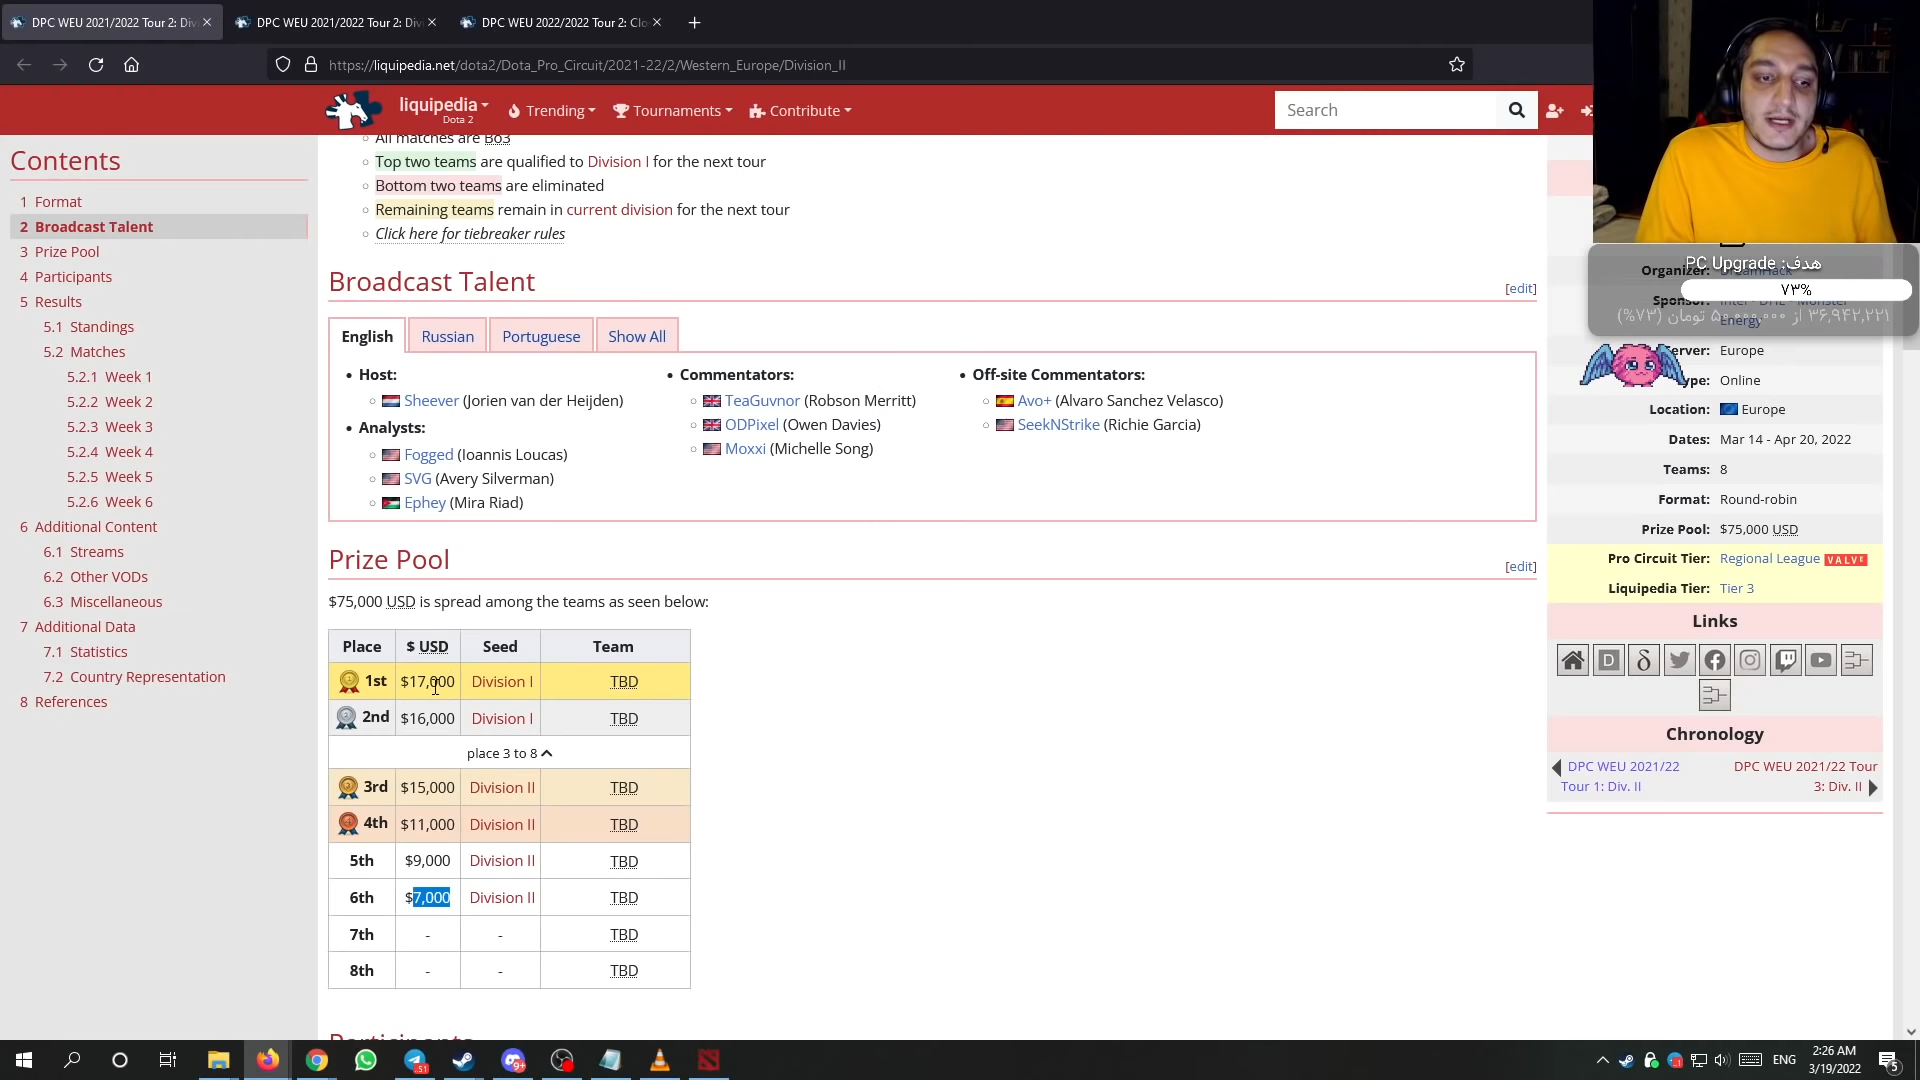 DPC WEU 2021/2022 Tour 2: Div
DPC WEU 2021/2022 Tour 2: Div
DPC WEU 2022/2022 Tour 2: Clo
https://liquipedia.net/dota2/Dota_Pro_Circuit/2021-22/2/Western_Europe/Division_II
liquipedia
Dota 2
Trending
Tournaments
Contribute
Search
Contents
1 Format
2 Broadcast Talent
3 Prize Pool
4 Participants
5 Results
5.1 Standings
5.2 Matches
5.2.1 Week 1
5.2.2 Week 2
5.2.3 Week 3
5.2.4 Week 4
5.2.5 Week 5
5.2.6 Week 6
6 Additional Content
6.1 Streams
6.2 Other VODs
6.3 Miscellaneous
7 Additional Data
7.1 Statistics
7.2 Country Representation
8 References
All matches are Bo3
Top two teams are qualified to Division I for the next tour
Bottom two teams are eliminated
Remaining teams remain in current division for the next tour
Click here for tiebreaker rules
Broadcast Talent
[edit]
English Russian Portuguese Show All
Host:
Sheever (Jorien van der Heijden)
Analysts:
Fogged (Ioannis Loucas)
SVG (Avery Silverman)
Ephey (Mira Riad)
Commentators:
TeaGuvnor (Robson Merritt)
ODPixel (Owen Davies)
Moxxi (Michelle Song)
Off-site Commentators:
Avo+ (Alvaro Sanchez Velasco)
SeekNStrike (Richie Garcia)
Prize Pool
[edit]
$75,000 USD is spread among the teams as seen below:
Place $ USD Seed Team
1st $17,000 Division I TBD
2nd $16,000 Division I TBD
place 3 to 8
3rd $15,000 Division II TBD
4th $11,000 Division II TBD
5th $9,000 Division II TBD
6th $7,000 Division II TBD
7th - - TBD
8th - - TBD
هدف: PC Upgrade
۷۳%
۳۶,۹۴۲,۲۲۱ از ۵۰,۰۰۰,۰۰۰ تومان (۷۳%)
Organizer: DreamHack
Sponsor: Intel DHL Monster
Energy
Server: Europe
Type: Online
Location: Europe
Dates: Mar 14 - Apr 20, 2022
Teams: 8
Format: Round-robin
Prize Pool: $75,000 USD
Pro Circuit Tier: Regional League VALVE
Liquipedia Tier: Tier 3
Links
Chronology
DPC WEU 2021/22
Tour 1: Div. II
DPC WEU 2021/22 Tour
3: Div. II
ENG
2:26 AM
3/19/2022